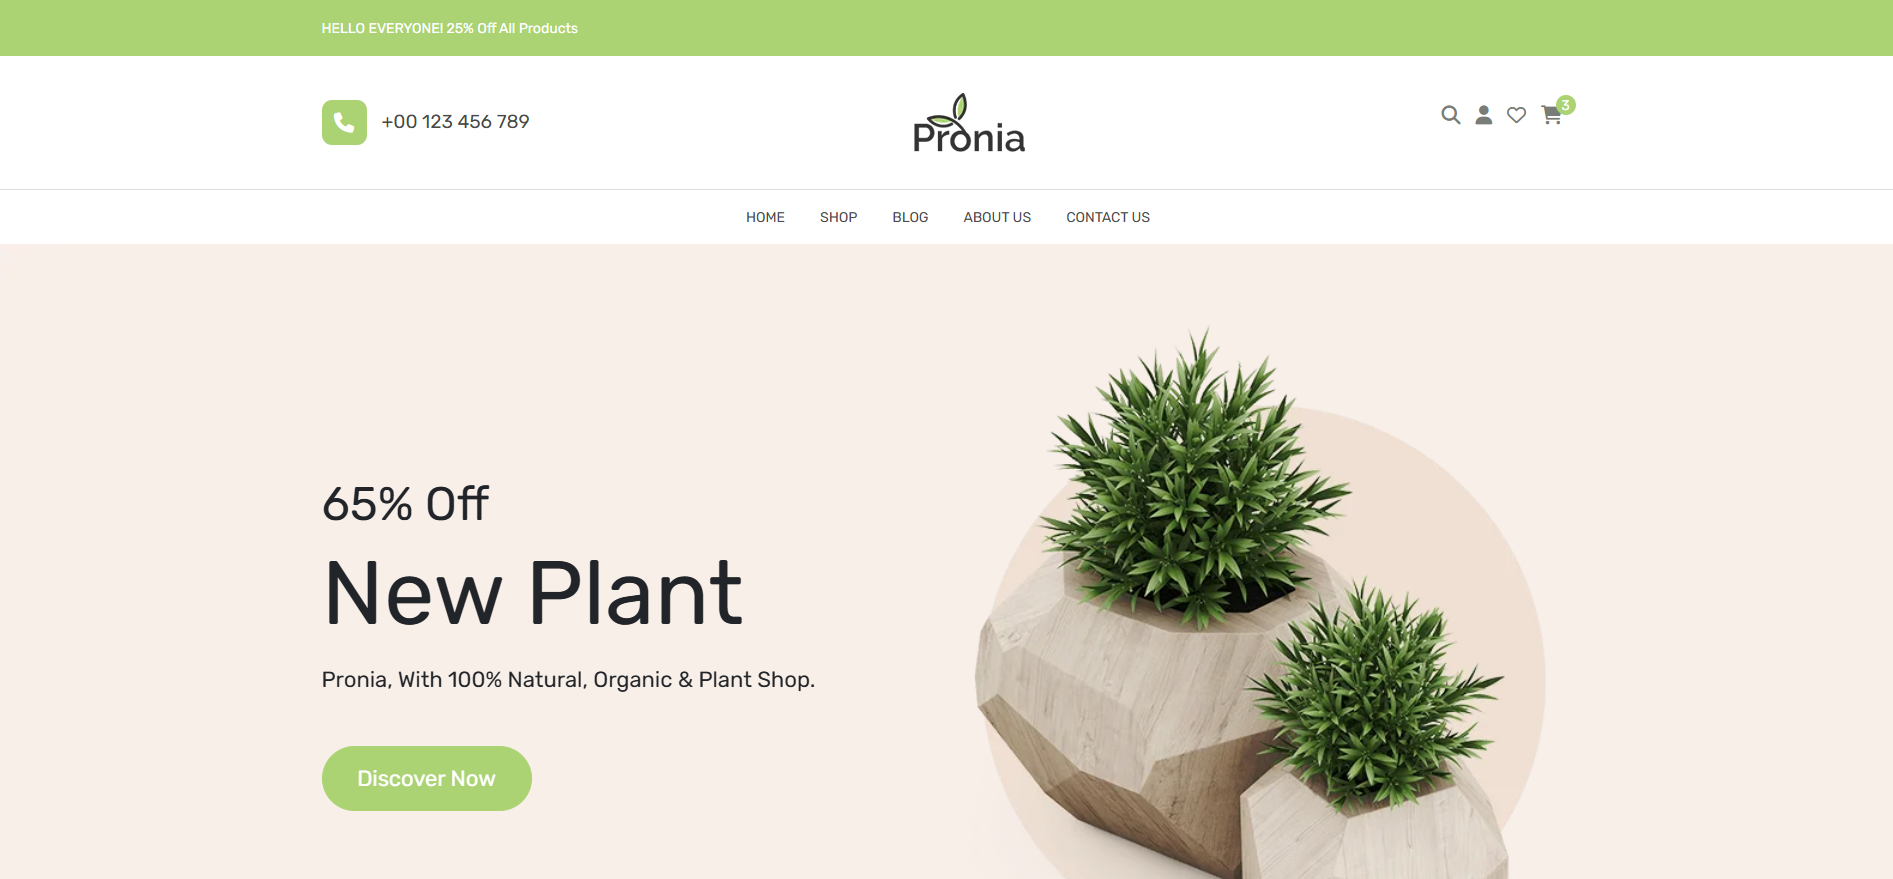 HELLO EVERYONE! 25% Off All Products
+00 123 456 789
Pronia
3
HOME SHOP BLOG ABOUT US CONTACT US
65% Off
New Plant
Pronia, With 100% Natural, Organic & Plant Shop.
Discover Now